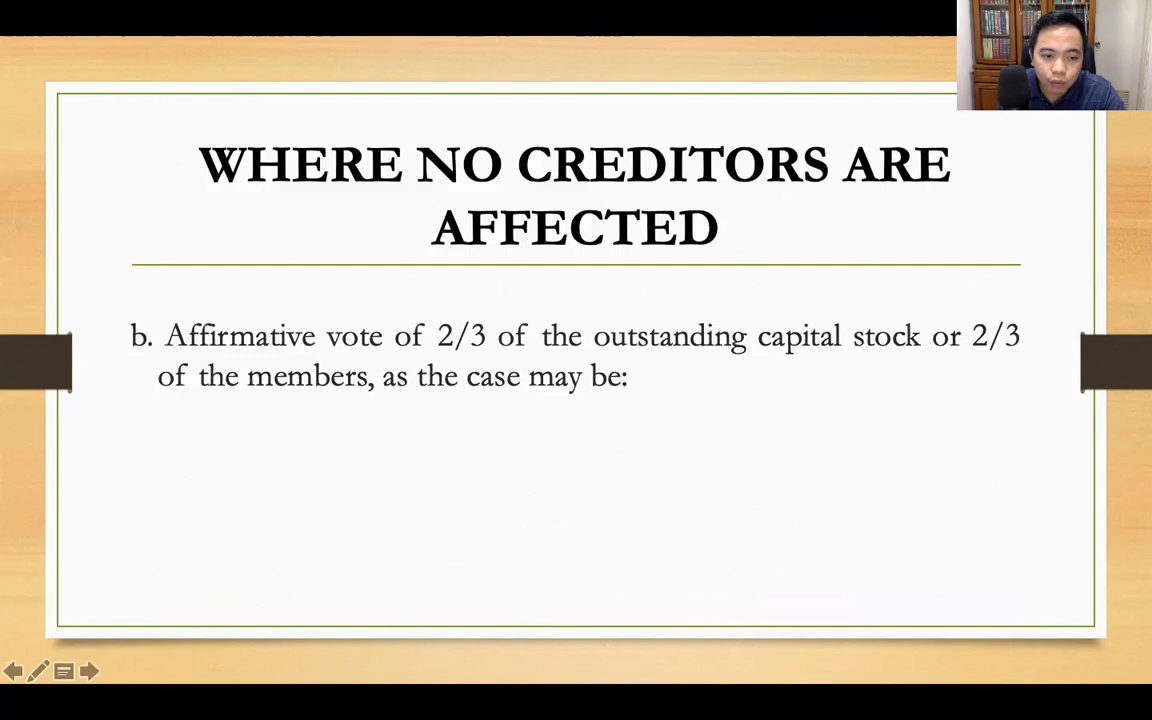 WHERE NO CREDITORS ARE
AFFECTED
b. Affirmative vote of 2/3 of the outstanding capital stock or 2/3
of the members, as the case may be: